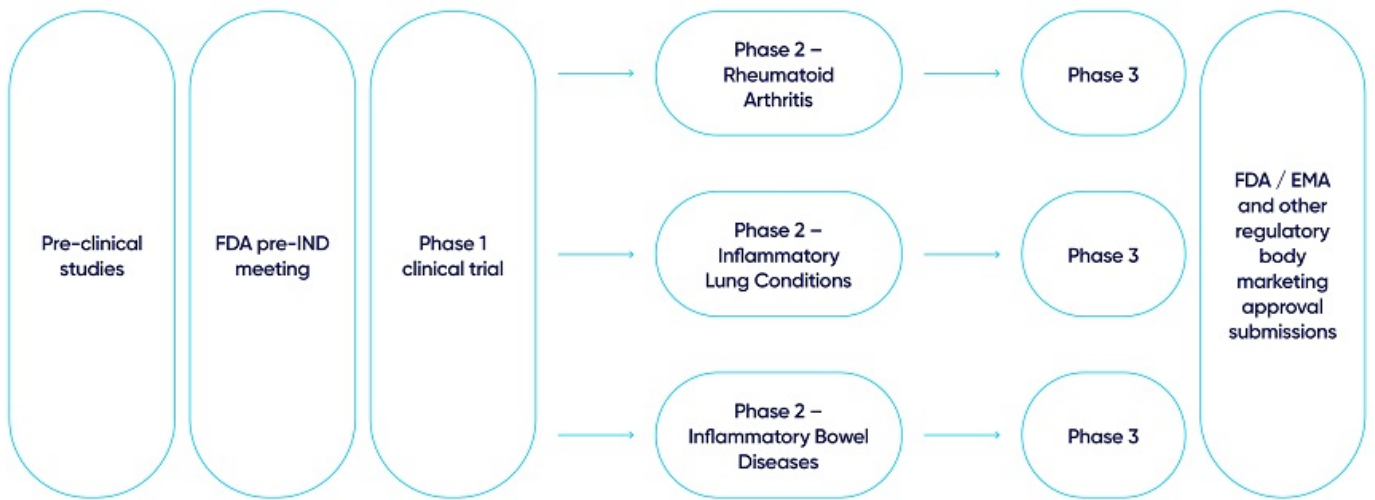 Pre-clinical
studies
FDA pre-IND
meeting
Phase 1
clinical trial
Phase 2 –
Rheumatoid
Arthritis
Phase 3
Phase 2 –
Inflammatory
Lung Conditions
Phase 3
Phase 2 –
Inflammatory Bowel
Diseases
Phase 3
FDA / EMA
and other
regulatory
body
marketing
approval
submissions